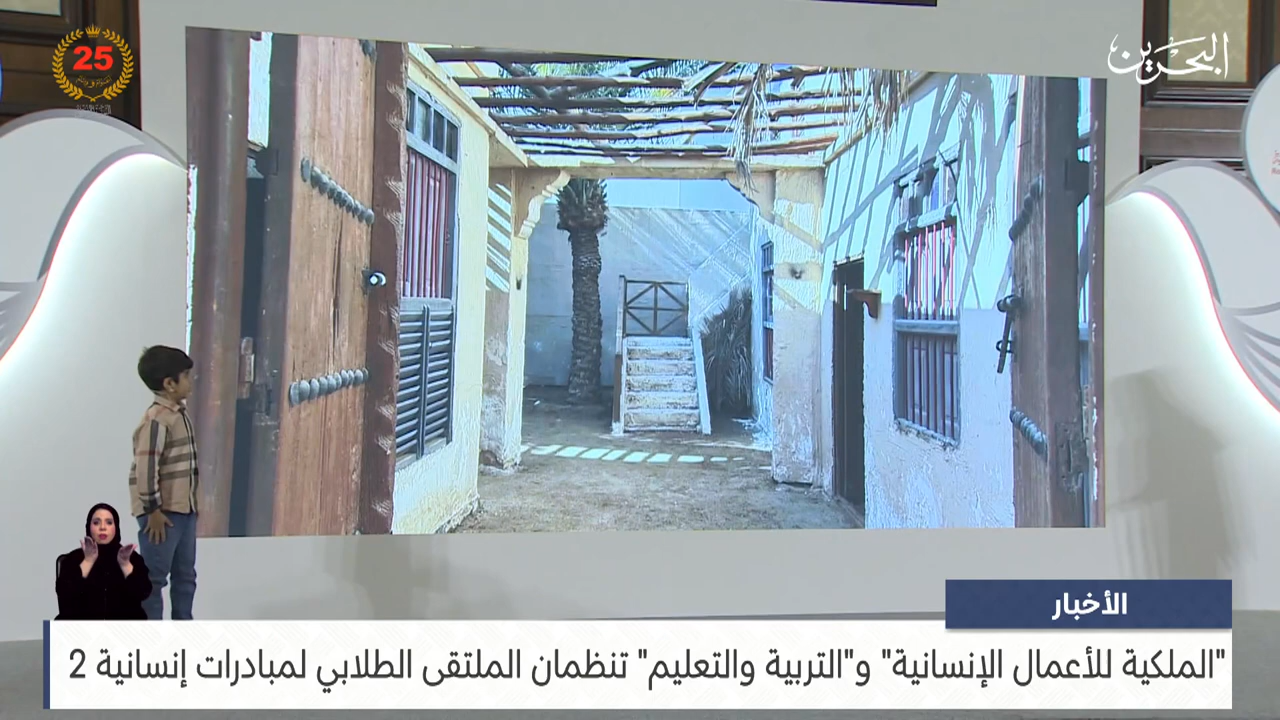 25
البحرين
الأخبار
"الملكية للأعمال الإنسانية" و"التربية والتعليم" تنظمان الملتقى الطلابي لمبادرات إنسانية 2